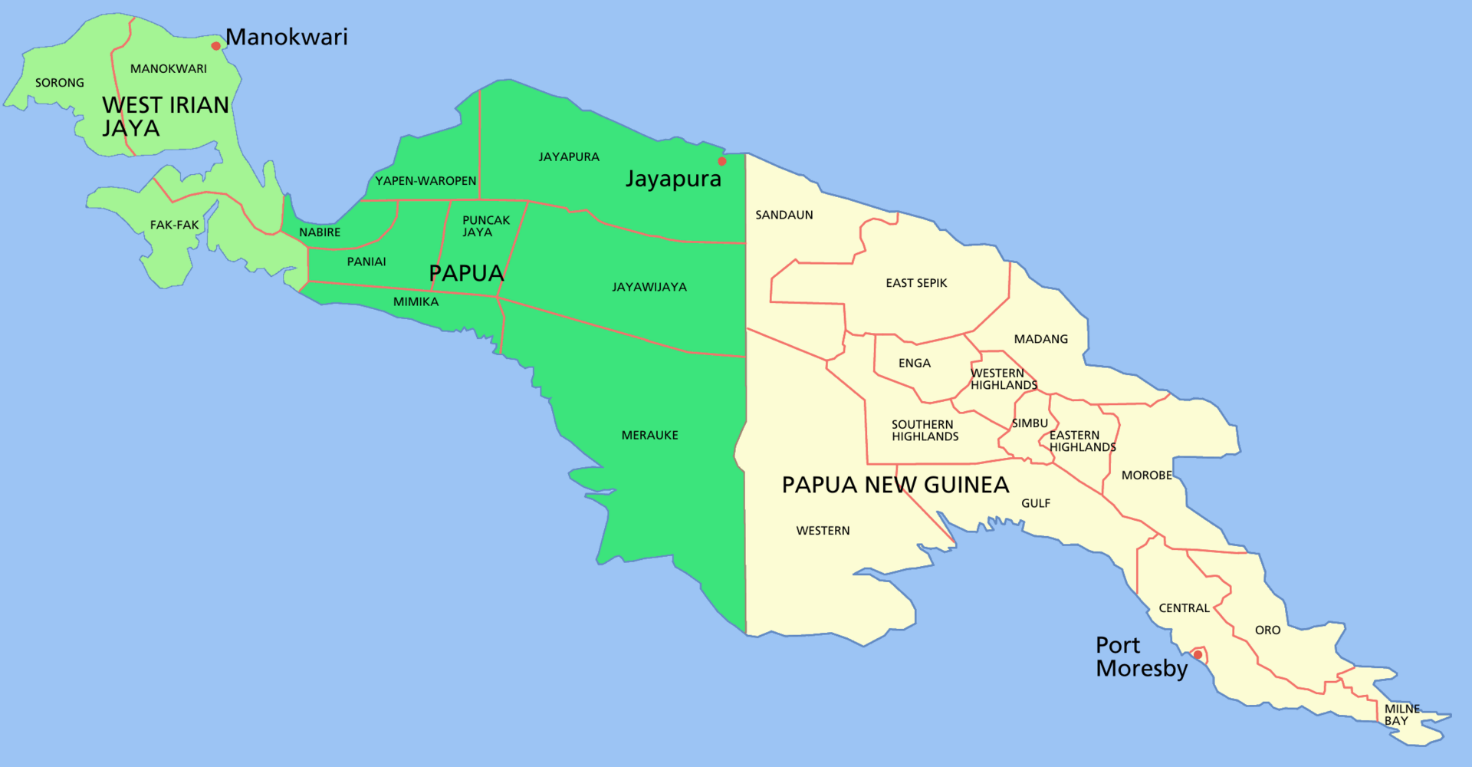 Manokwari
MANOKWARI
SORONG
WEST IRIAN
JAYA
FAK-FAK
JAYAPURA
Jayapura
YAPEN-WAROPEN
NABIRE
PUNCAK
JAYA
PANIAI
PAPUA
MIMIKA
JAYAWIJAYA
MERAUKE
SANDAUN
EAST SEPIK
MADANG
ENGA
WESTERN
HIGHLANDS
SOUTHERN
HIGHLANDS
SIMBU
EASTERN
HIGHLANDS
MOROBE
PAPUA NEW GUINEA
GULF
WESTERN
CENTRAL
ORO
Port
Moresby
MILNE
BAY